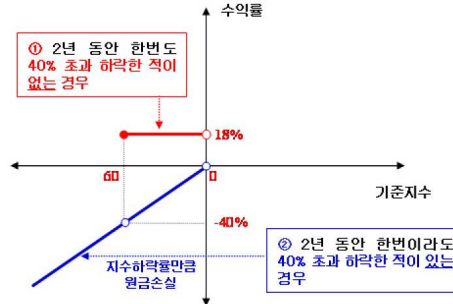 수익률
① 2년 동안 한번도
40% 초과 하락한 적이
없는 경우
18%
60
0
기준지수
-40%
② 2년 동안 한번이라도
40% 초과 하락한 적이 있는
경우
지수하락률만큼
원금손실